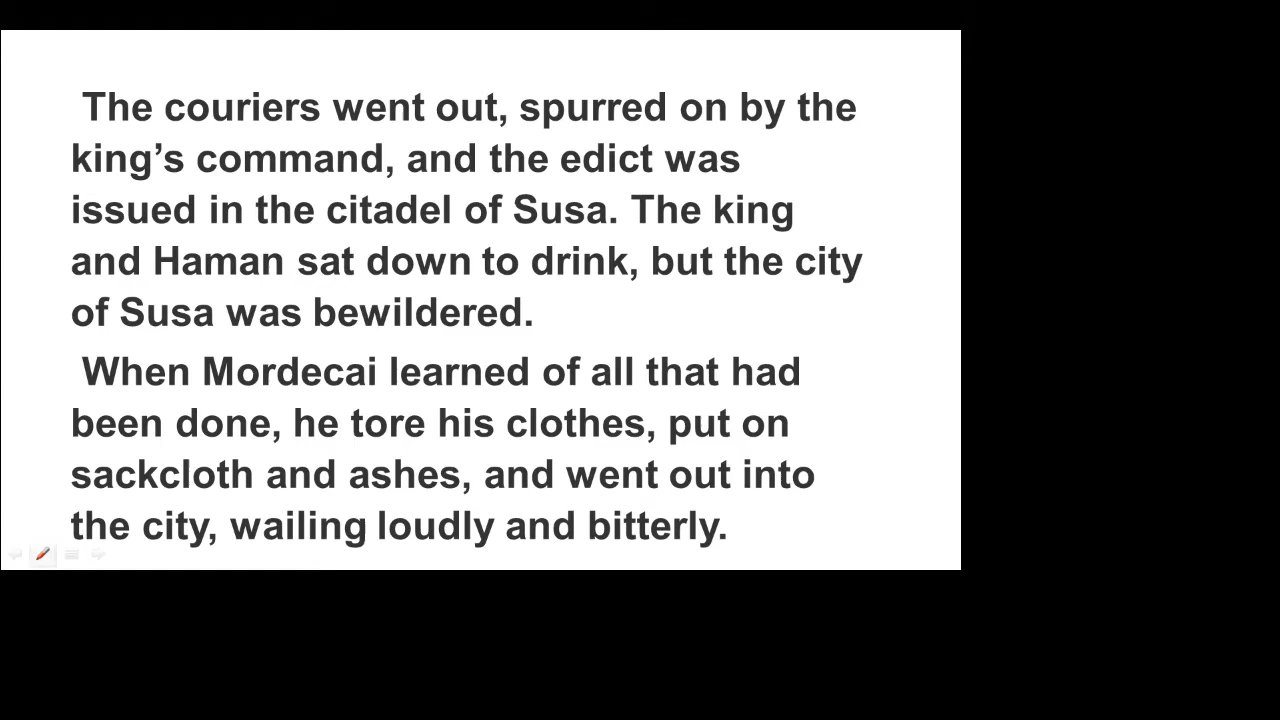 The couriers went out, spurred on by the
king’s command, and the edict was
issued in the citadel of Susa. The king
and Haman sat down to drink, but the city
of Susa was bewildered.
When Mordecai learned of all that had
been done, he tore his clothes, put on
sackcloth and ashes, and went out into
the city, wailing loudly and bitterly.